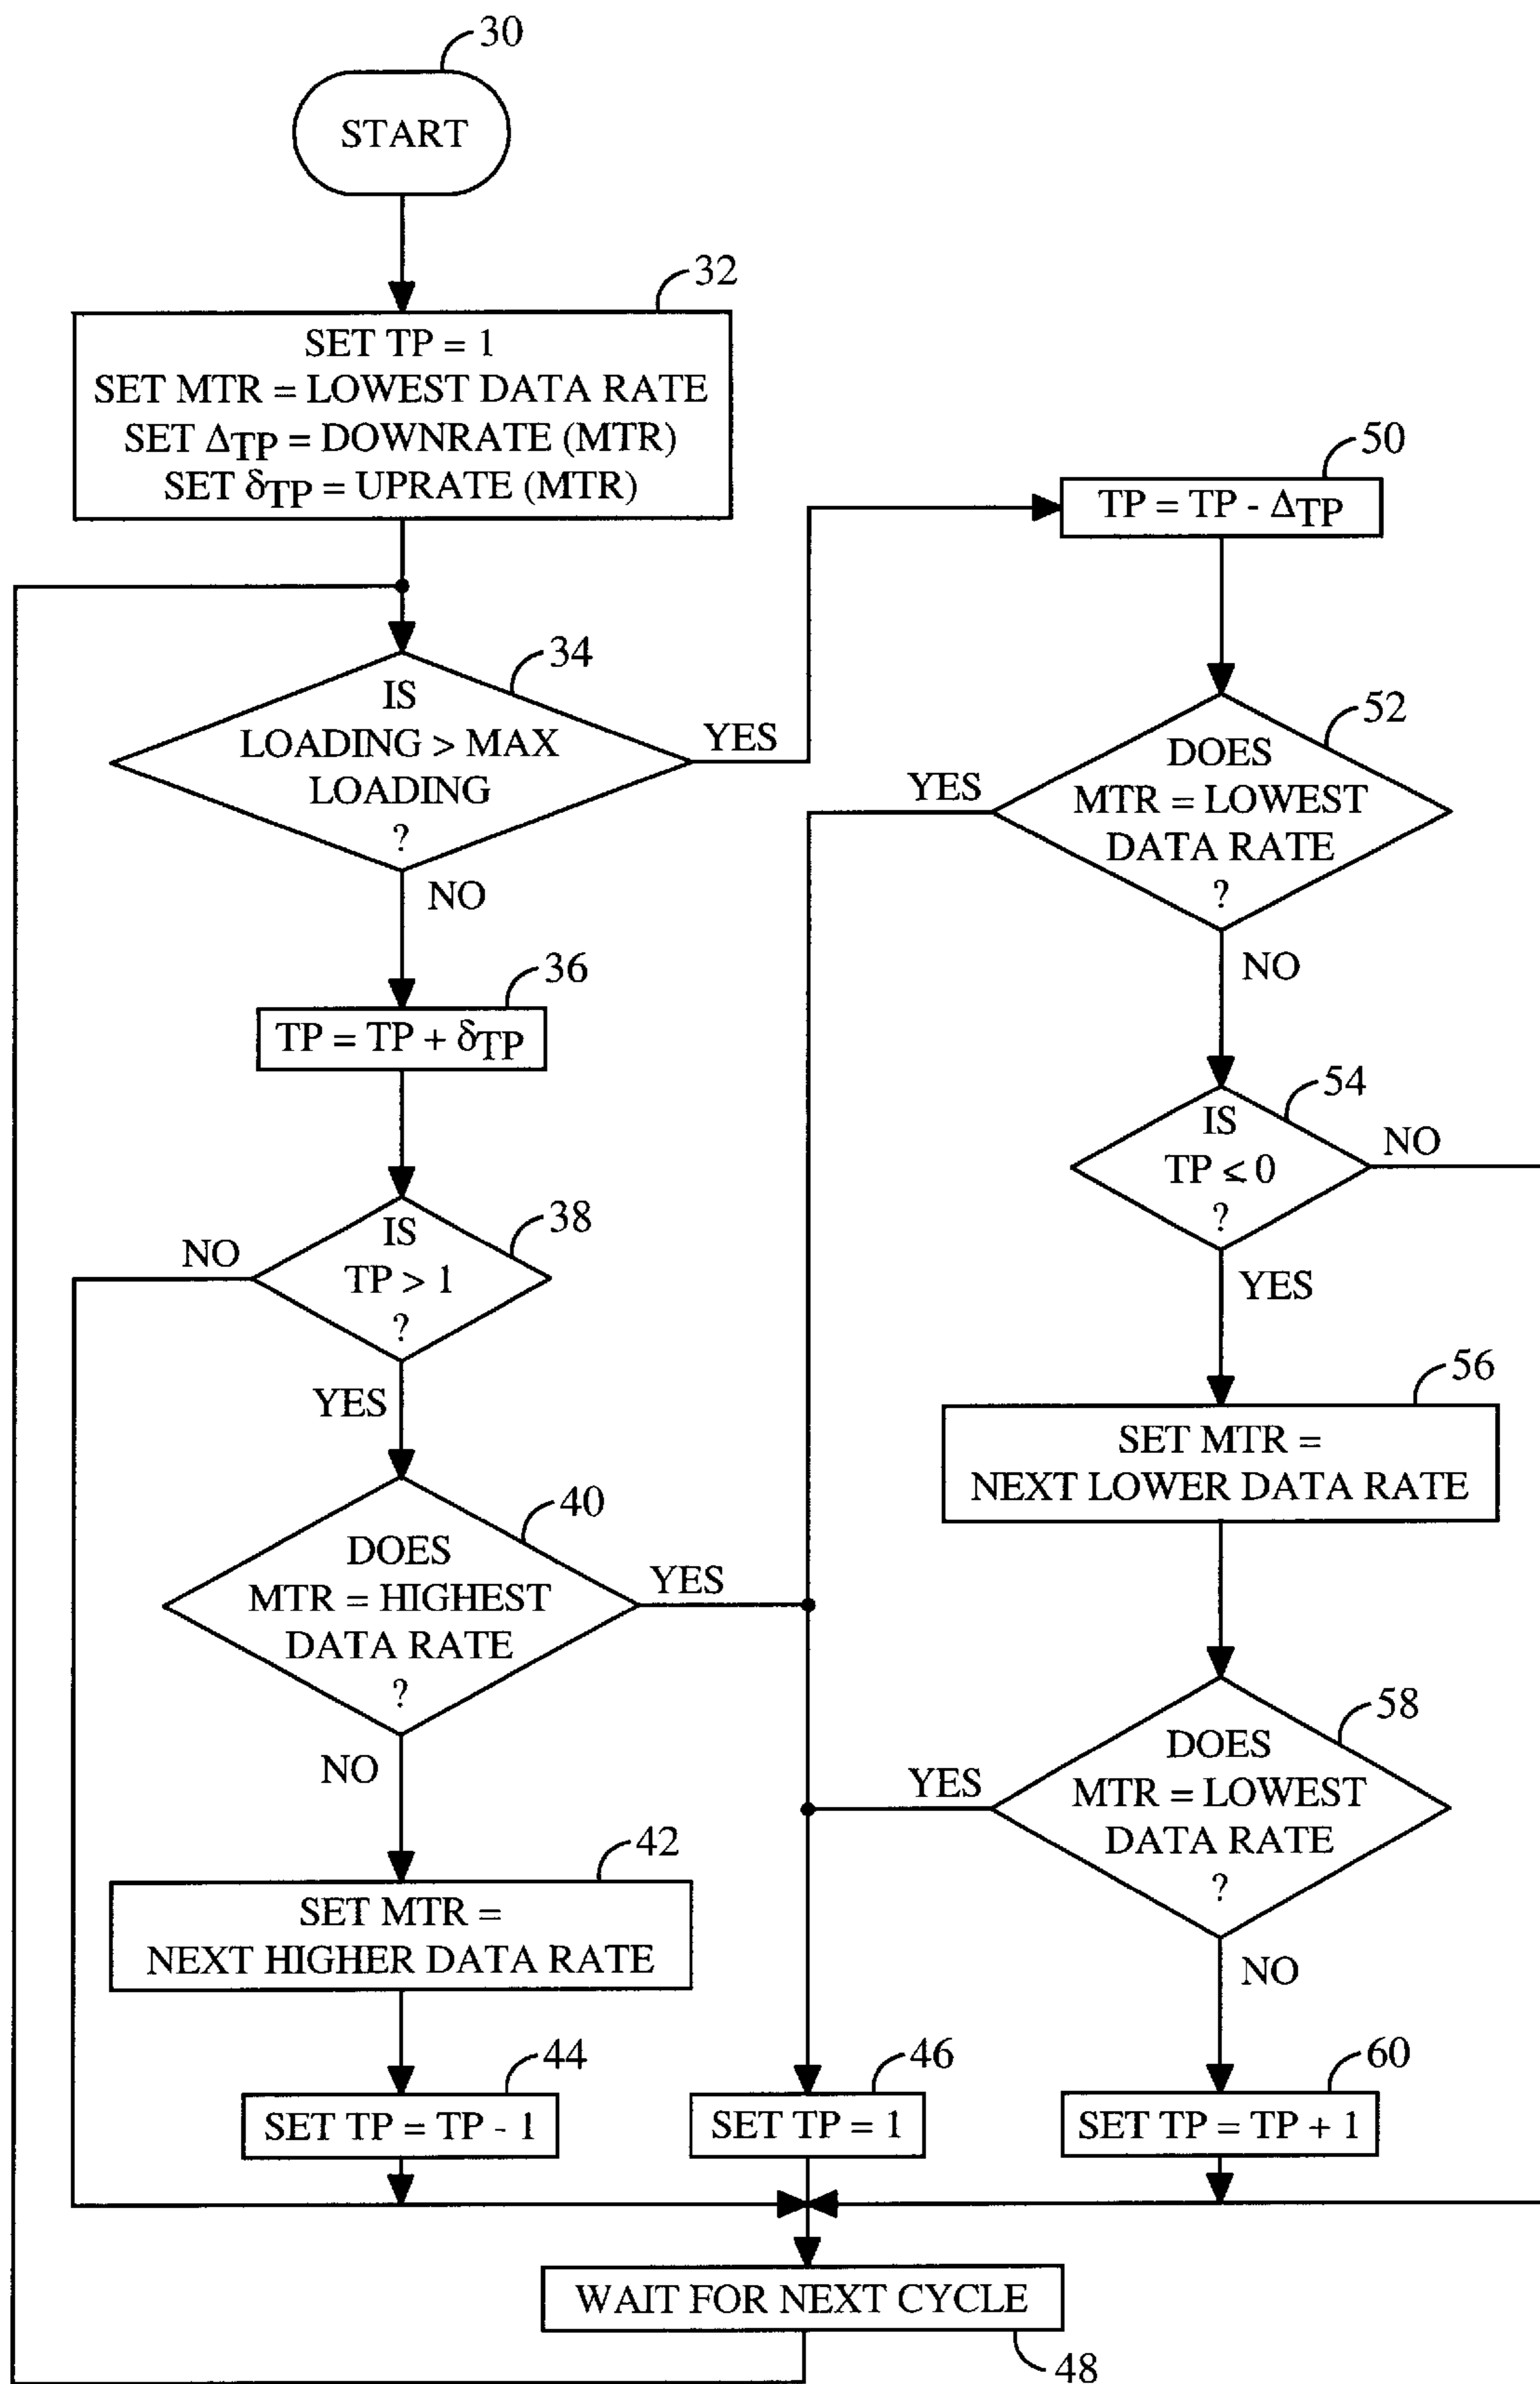 30
START
32
SET TP = 1
SET MTR = LOWEST DATA RATE
SET ΔTP = DOWNRATE (MTR)
SET δTP = UPRATE (MTR)
34
IS
LOADING > MAX
LOADING
?
YES
NO
36
TP = TP + δTP
38
IS
TP > 1
?
NO
YES
40
DOES
MTR = HIGHEST
DATA RATE
?
YES
NO
42
SET MTR =
NEXT HIGHER DATA RATE
44
SET TP = TP - 1
46
SET TP = 1
50
TP = TP - ΔTP
52
DOES
MTR = LOWEST
DATA RATE
?
YES
NO
54
IS
TP ≤ 0
?
NO
YES
56
SET MTR =
NEXT LOWER DATA RATE
58
DOES
MTR = LOWEST
DATA RATE
?
YES
NO
60
SET TP = TP + 1
WAIT FOR NEXT CYCLE
48